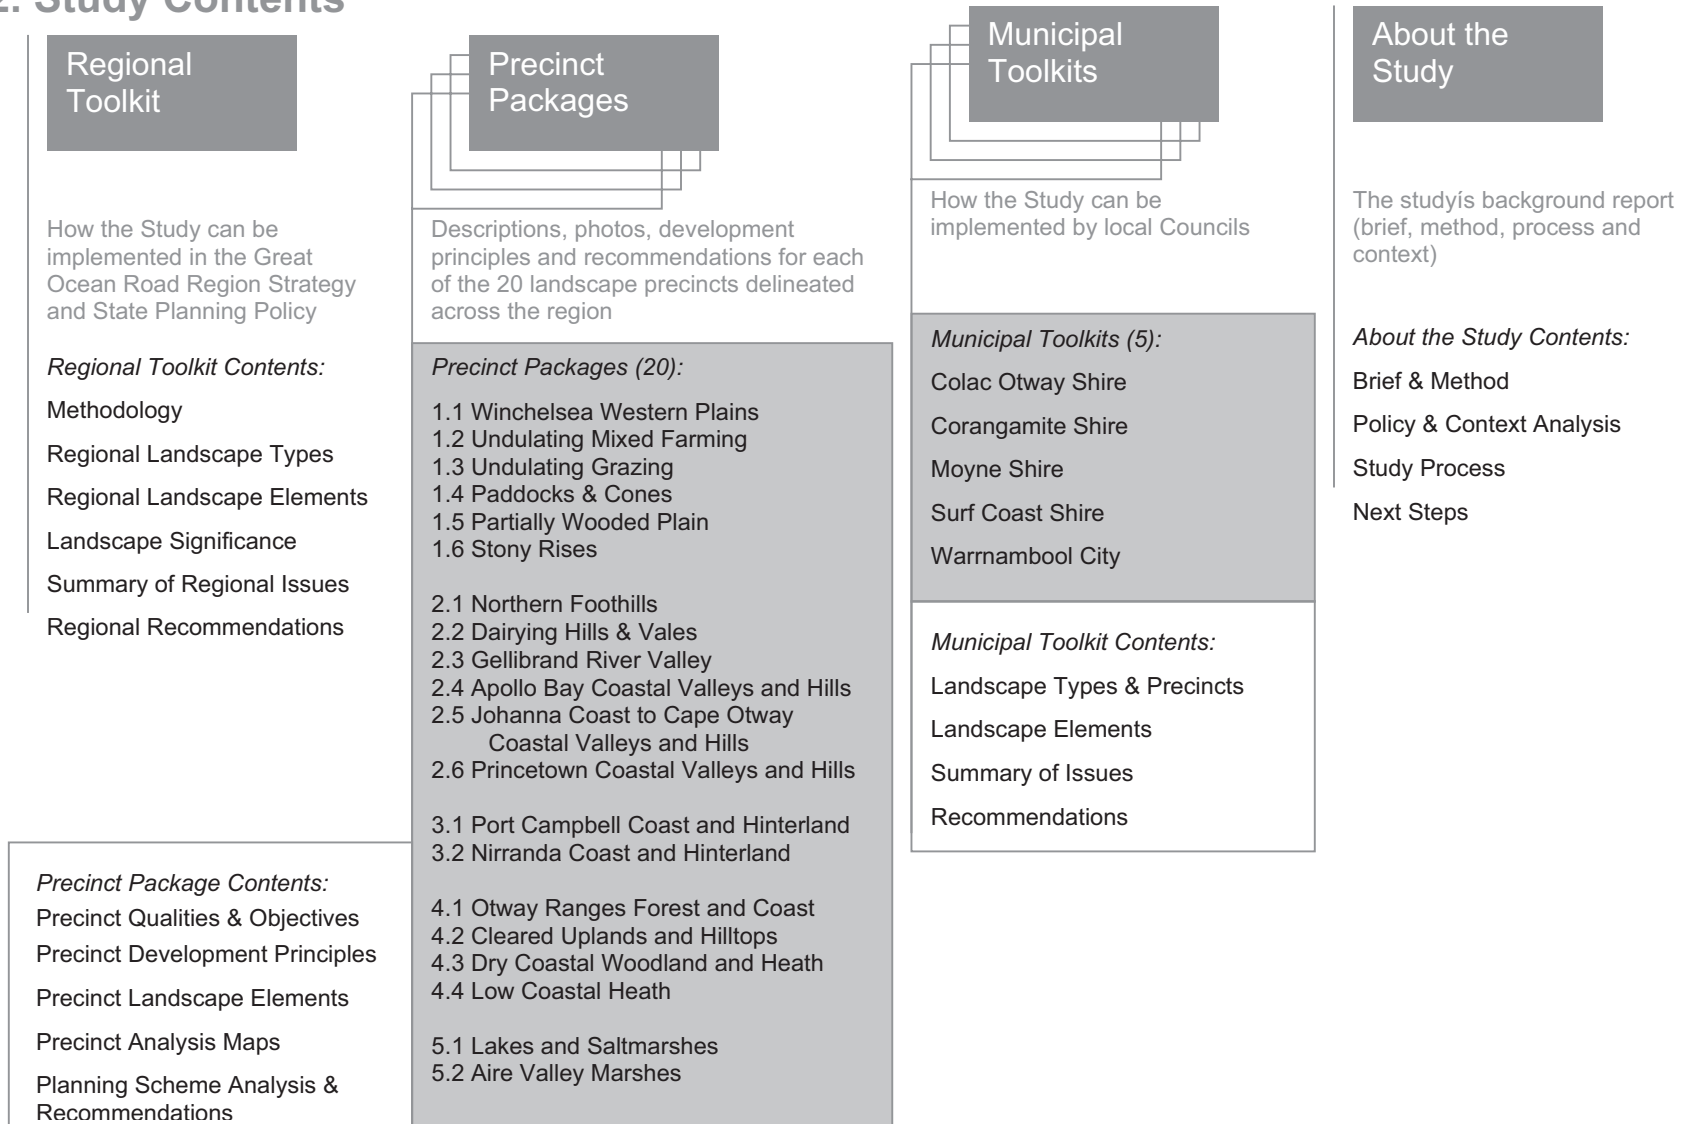 2. Study Contents
Regional
Toolkit
How the Study can be
implemented in the Great
Ocean Road Region Strategy
and State Planning Policy
Regional Toolkit Contents:
Methodology
Regional Landscape Types
Regional Landscape Elements
Landscape Significance
Summary of Regional Issues
Regional Recommendations
Precinct Package Contents:
Precinct Qualities & Objectives
Precinct Development Principles
Precinct Landscape Elements
Precinct Analysis Maps
Planning Scheme Analysis &
Recommendations
Precinct
Packages
Descriptions, photos, development
principles and recommendations for each
of the 20 landscape precincts delineated
across the region
Precinct Packages (20):
1.1 Winchelsea Western Plains
1.2 Undulating Mixed Farming
1.3 Undulating Grazing
1.4 Paddocks & Cones
1.5 Partially Wooded Plain
1.6 Stony Rises
2.1 Northern Foothills
2.2 Dairying Hills & Vales
2.3 Gellibrand River Valley
2.4 Apollo Bay Coastal Valleys and Hills
2.5 Johanna Coast to Cape Otway
Coastal Valleys and Hills
2.6 Princetown Coastal Valleys and Hills
3.1 Port Campbell Coast and Hinterland
3.2 Nirranda Coast and Hinterland
4.1 Otway Ranges Forest and Coast
4.2 Cleared Uplands and Hilltops
4.3 Dry Coastal Woodland and Heath
4.4 Low Coastal Heath
5.1 Lakes and Saltmarshes
5.2 Aire Valley Marshes
Municipal
Toolkits
How the Study can be
implemented by local Councils
Municipal Toolkits (5):
Colac Otway Shire
Corangamite Shire
Moyne Shire
Surf Coast Shire
Warrnambool City
Municipal Toolkit Contents:
Landscape Types & Precincts
Landscape Elements
Summary of Issues
Recommendations
About the
Study
The studyís background report
(brief, method, process and
context)
About the Study Contents:
Brief & Method
Policy & Context Analysis
Study Process
Next Steps